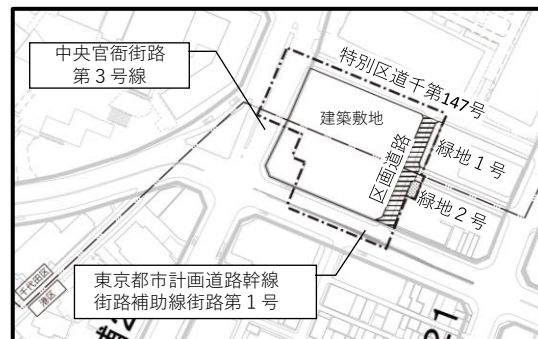 中央官衙街路
第３号線
特別区道千第147号
建築敷地
区画道路
緑地１号
緑地２号
東京都市計画道路幹線
街路補助線街路第１号
千代田区
港区